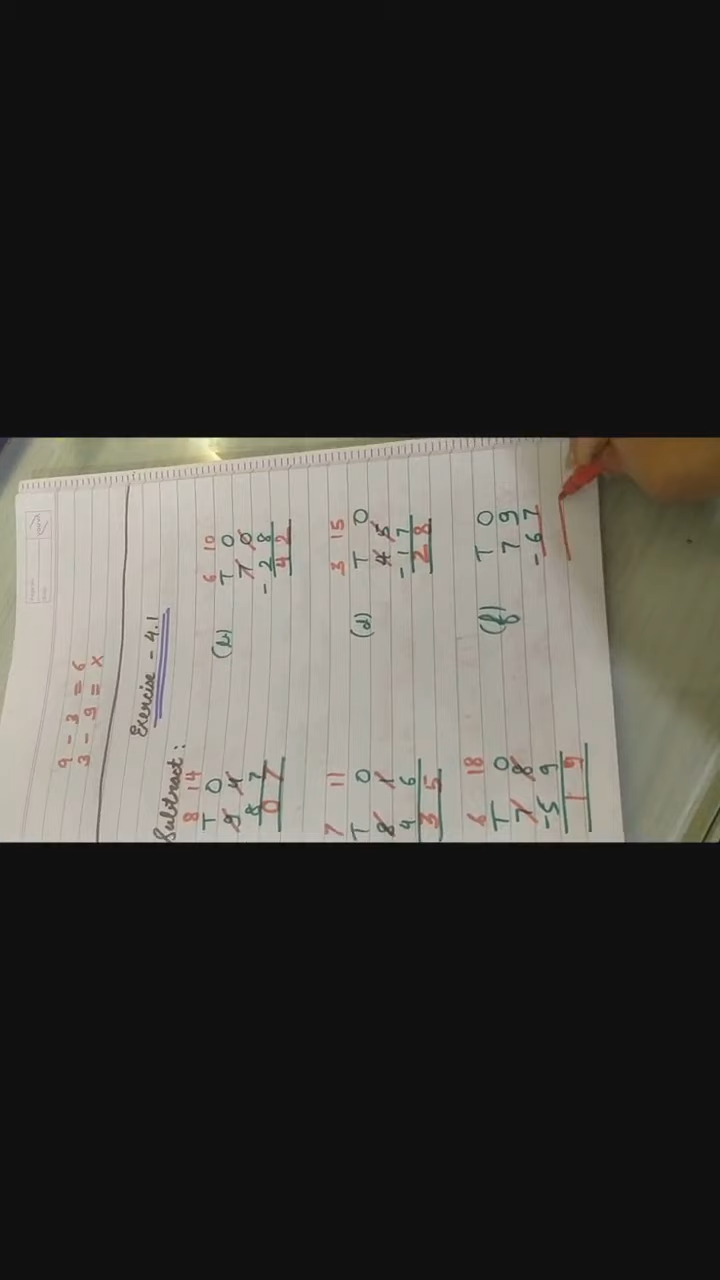 9 - 3 = 6
3 - 9 = x
Exercise - 4.1
Subtract :
8 14
T O
9 4
8 7
0 7
(b)
6 10
T O
7 0
- 2 8
4 2
7 11
T O
8 1
4 6
3 5
(d)
3 15
T O
4 5
- 1 7
2 8
6 18
T O
7 8
- 5 9
1 9
(f)
T O
7 9
- 6 7